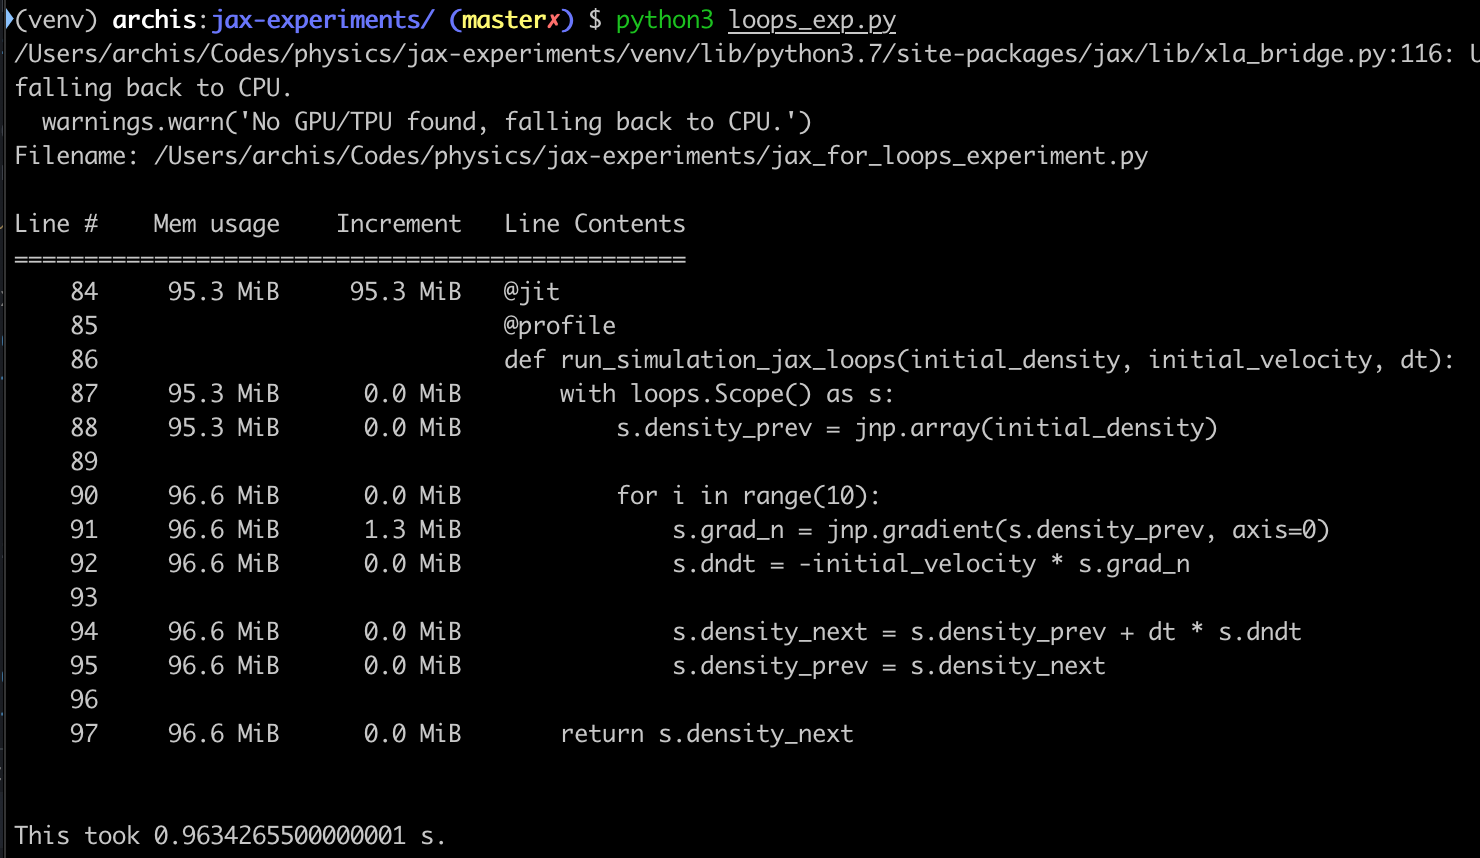 (venv) archis:jax-experiments/ (master✗) $ python3 loops_exp.py
/Users/archis/Codes/physics/jax-experiments/venv/lib/python3.7/site-packages/jax/lib/xla_bridge.py:116: U
falling back to CPU.
  warnings.warn('No GPU/TPU found, falling back to CPU.')
Filename: /Users/archis/Codes/physics/jax-experiments/jax_for_loops_experiment.py

Line #    Mem usage    Increment   Line Contents
================================================
    84     95.3 MiB     95.3 MiB   @jit
    85                             @profile
    86                             def run_simulation_jax_loops(initial_density, initial_velocity, dt):
    87     95.3 MiB      0.0 MiB       with loops.Scope() as s:
    88     95.3 MiB      0.0 MiB           s.density_prev = jnp.array(initial_density)
    89
    90     96.6 MiB      0.0 MiB           for i in range(10):
    91     96.6 MiB      1.3 MiB               s.grad_n = jnp.gradient(s.density_prev, axis=0)
    92     96.6 MiB      0.0 MiB               s.dndt = -initial_velocity * s.grad_n
    93
    94     96.6 MiB      0.0 MiB               s.density_next = s.density_prev + dt * s.dndt
    95     96.6 MiB      0.0 MiB               s.density_prev = s.density_next
    96
    97     96.6 MiB      0.0 MiB       return s.density_next

This took 0.9634265500000001 s.